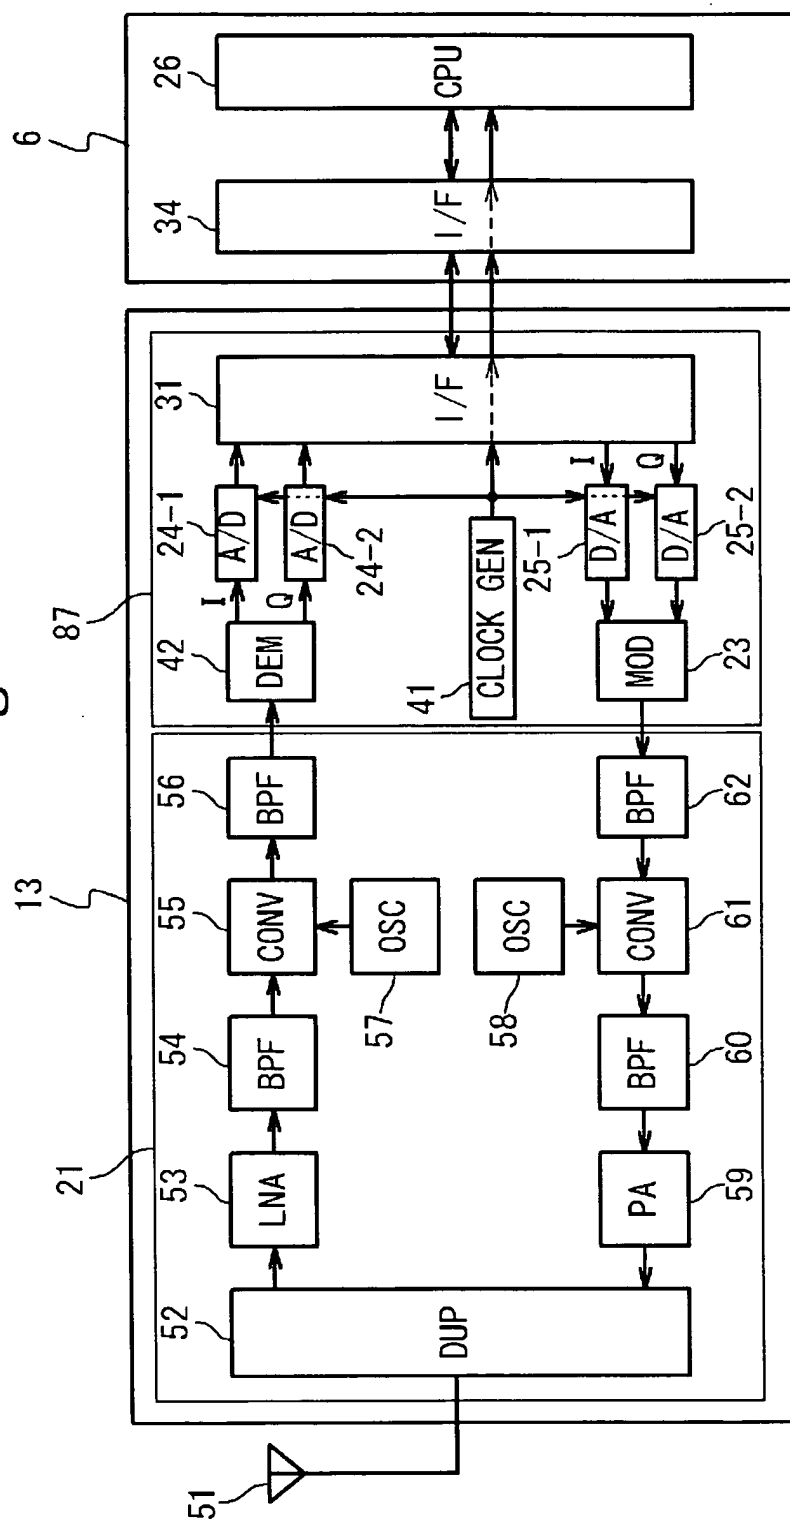 6
34
I/F
26
CPU
13
87
42
DEM
I
Q
24-1
A/D
A/D
24-2
31
I/F
41
CLOCK GEN
25-1
D/A
I
D/A
Q
25-2
MOD
23
21
51
52
DUP
53
LNA
54
BPF
55
CONV
56
BPF
57
OSC
58
OSC
PA
59
BPF
60
CONV
61
BPF
62